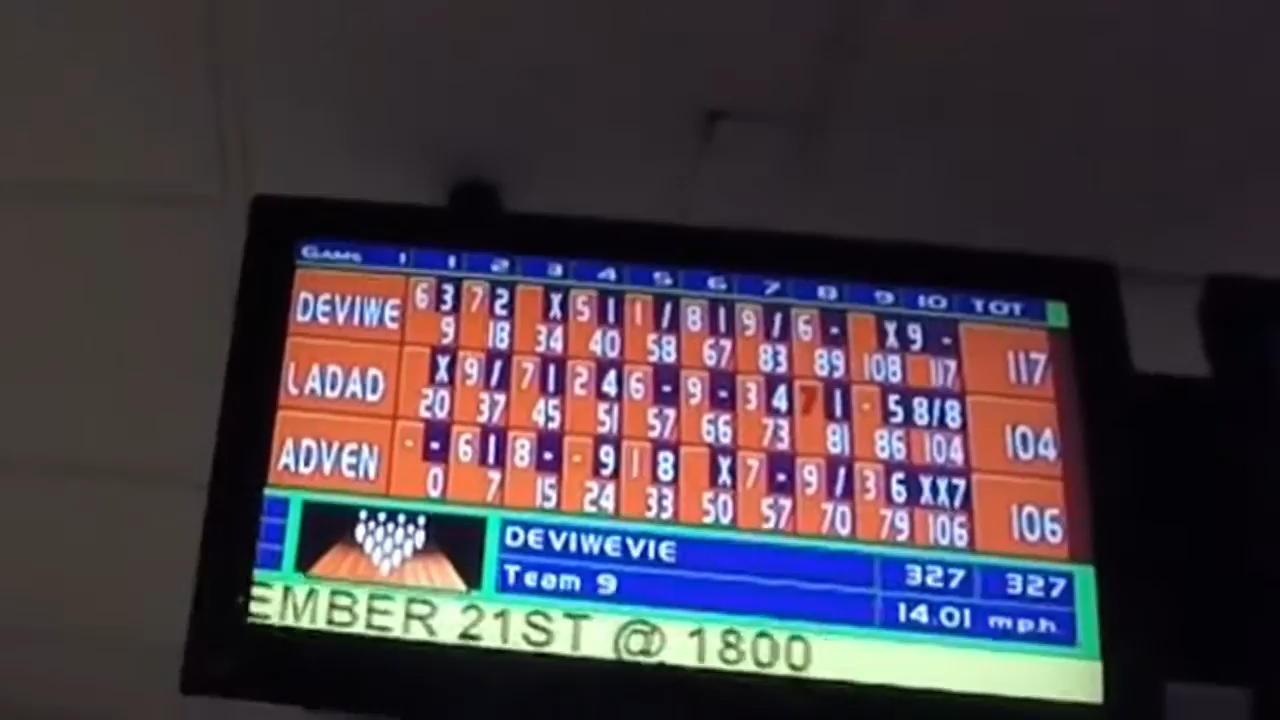 GAME 1 1 2 3 4 5 6 7 8 9 10 TOT
DEVIWE 6 3 7 2 X 5 1 1 / 8 1 9 / 6 - X 9 -
9 18 34 40 58 67 83 89 108 117 117
LADAD X 9 / 7 1 2 4 6 - 9 - 3 4 7 1 - 5 8/8
20 37 45 51 57 66 73 81 86 104 104
ADVEN - - 6 1 8 - - 9 1 8 X 7 - 9 / 3 6 XX7
0 7 15 24 33 50 57 70 79 106 106
DEVIWEVIE 327 327
Team 9 14.01 mph
EMBER 21ST @ 1800